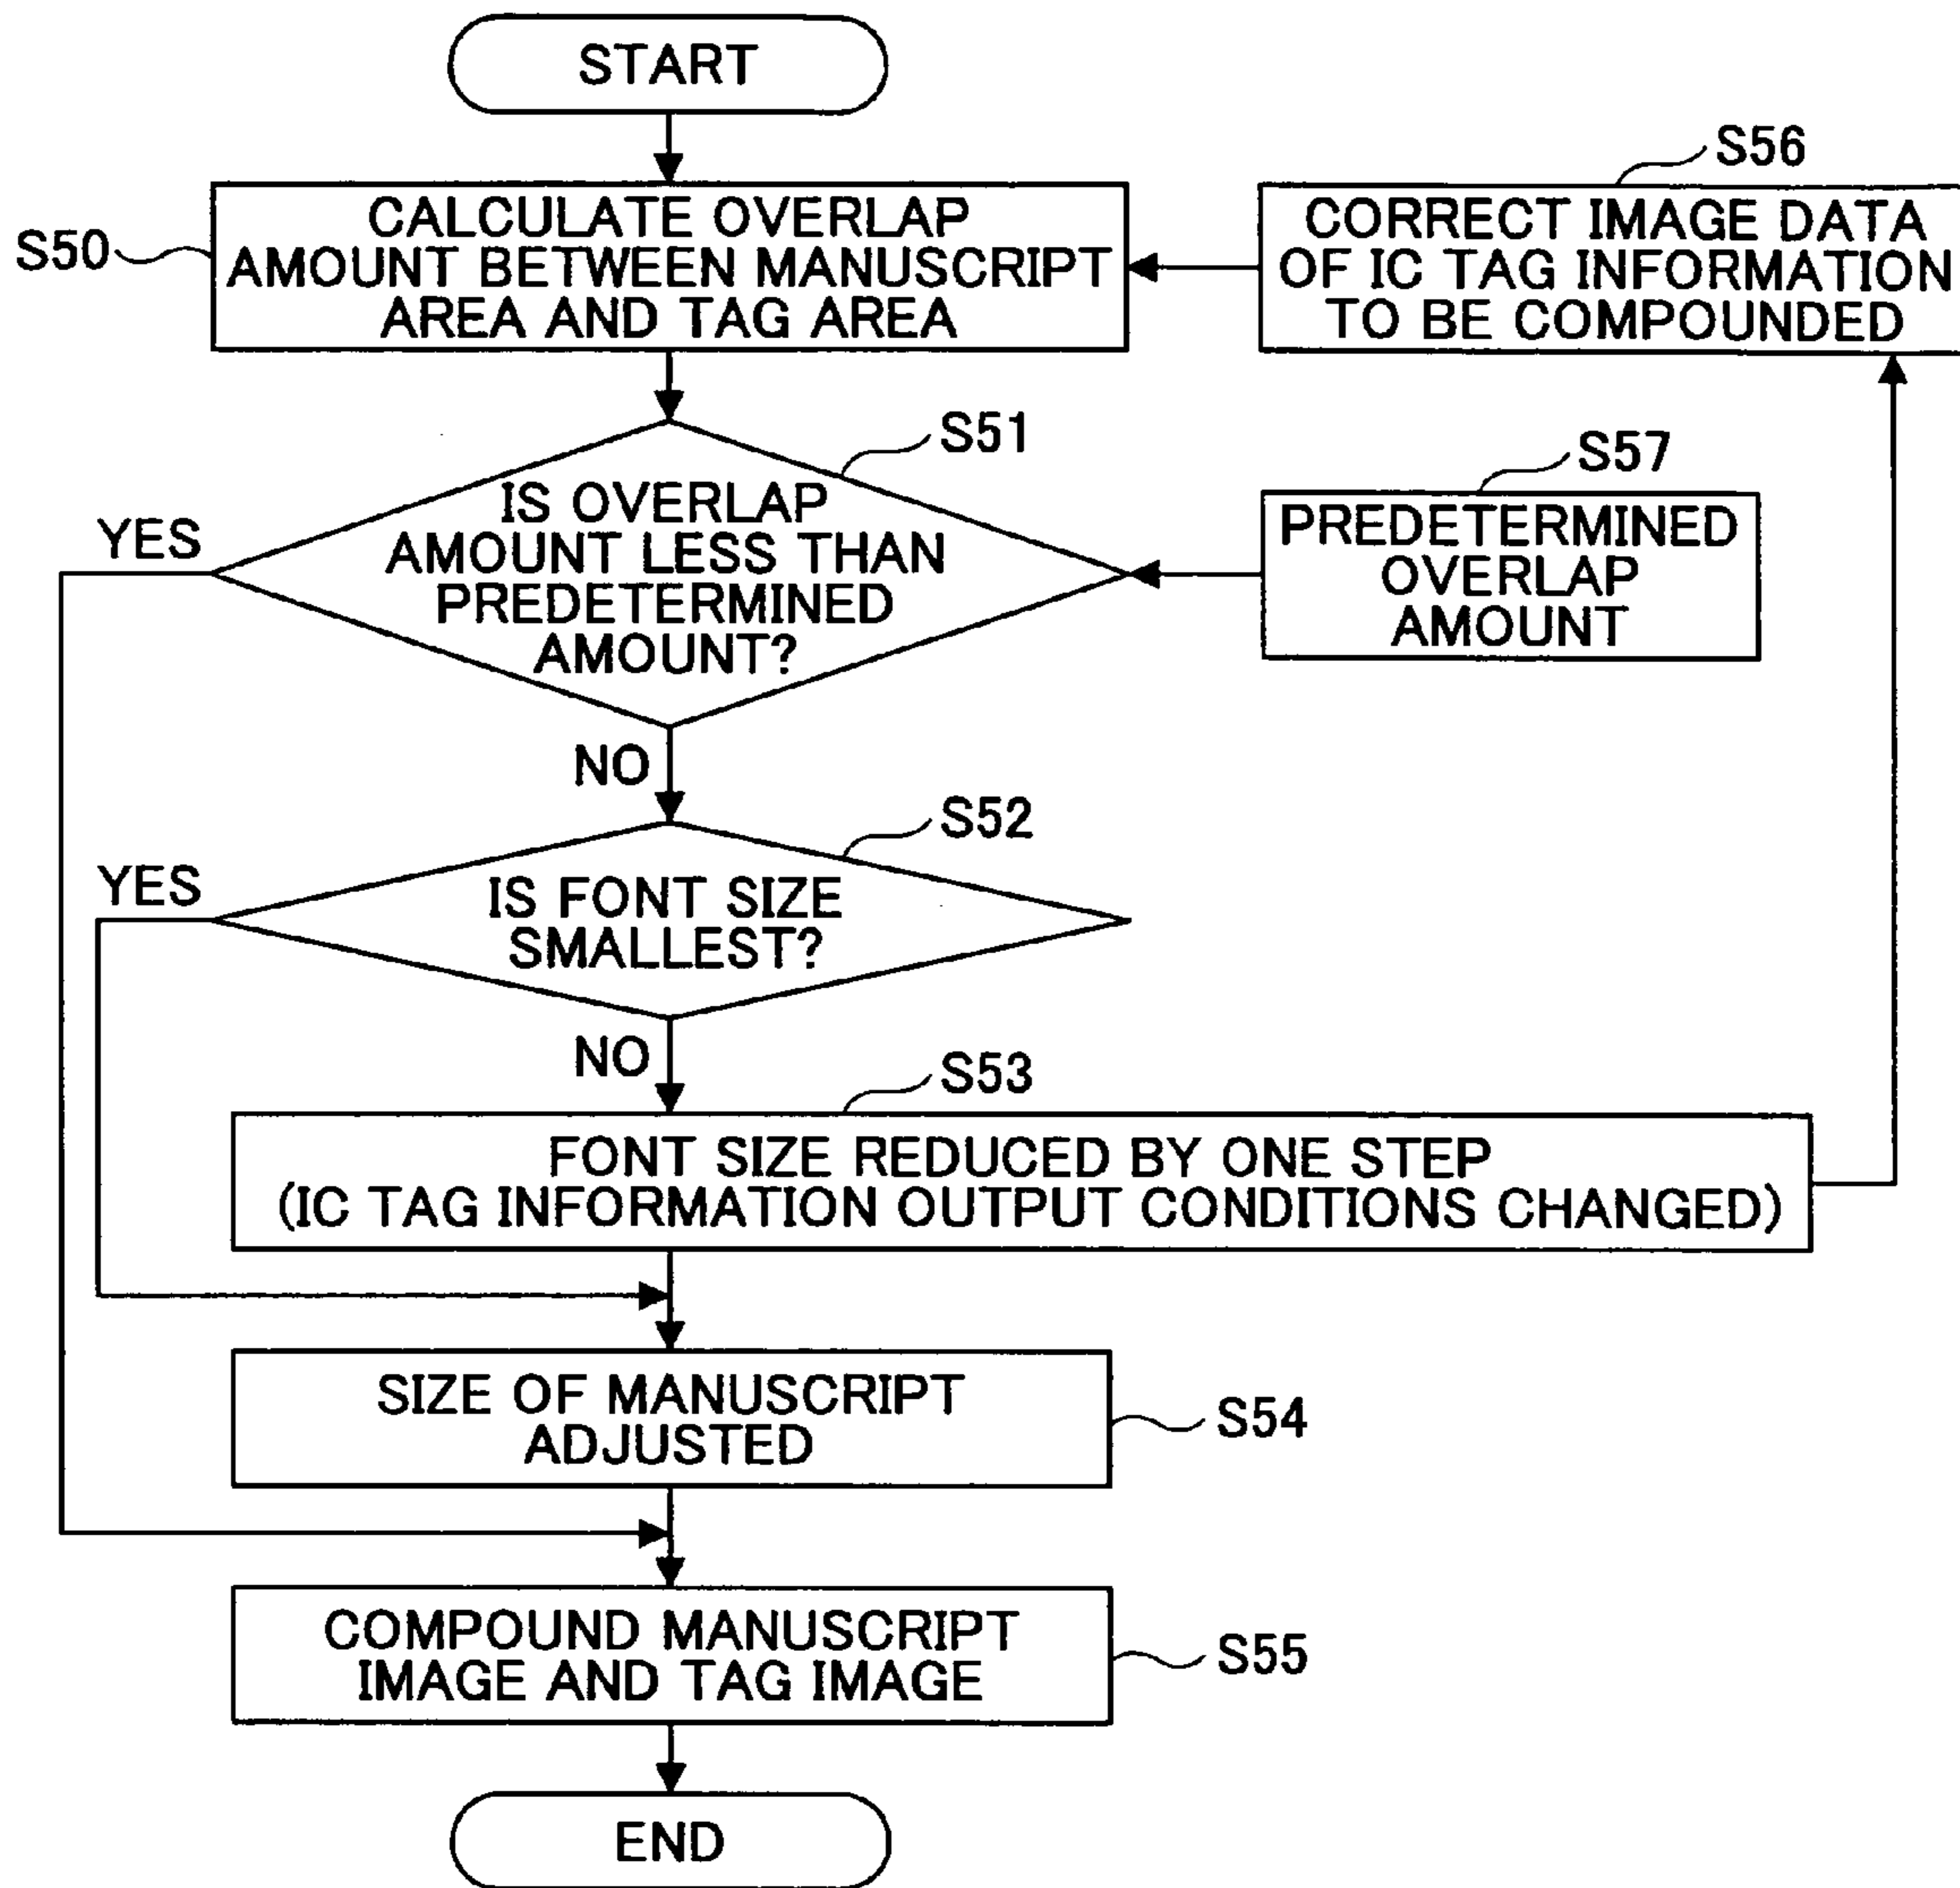 START
S56
S50
CALCULATE OVERLAP
AMOUNT BETWEEN MANUSCRIPT
AREA AND TAG AREA
CORRECT IMAGE DATA
OF IC TAG INFORMATION
TO BE COMPOUNDED
S51
IS OVERLAP
AMOUNT LESS THAN
PREDETERMINED
AMOUNT?
YES
S57
PREDETERMINED
OVERLAP
AMOUNT
NO
S52
YES
IS FONT SIZE
SMALLEST?
NO
S53
FONT SIZE REDUCED BY ONE STEP
(IC TAG INFORMATION OUTPUT CONDITIONS CHANGED)
SIZE OF MANUSCRIPT
ADJUSTED
S54
COMPOUND MANUSCRIPT
IMAGE AND TAG IMAGE
S55
END